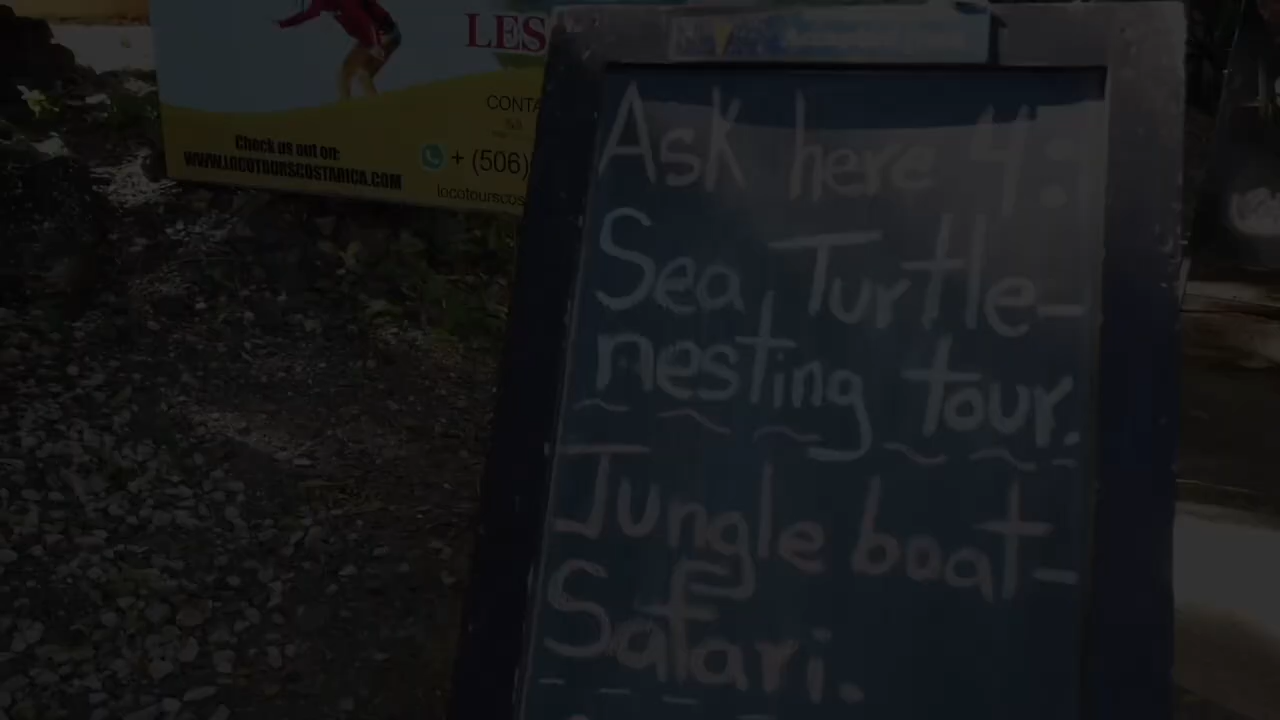 LES
CONTA
Check us out on:
WWW.LOCOTOURSCOSTARICA.COM
+ (506)
locotourscos
Ask here 4:
Sea Turtle-
nesting tour.
Jungle boat-
Safari.